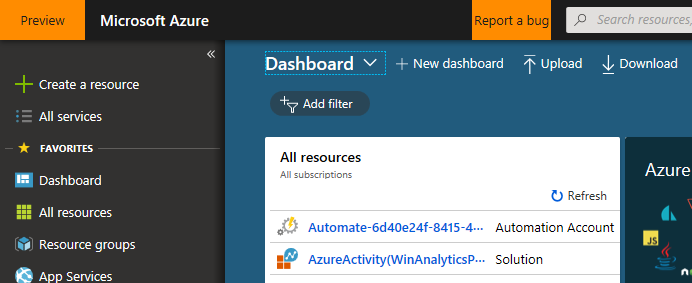 Preview
Microsoft Azure
Report a bug
Search resources,
Create a resource
All services
FAVORITES
Dashboard
All resources
Resource groups
App Services
Dashboard
New dashboard
Upload
Download
Add filter
All resources
All subscriptions
Refresh
Automate-6d40e24f-8415-4··· Automation Account
AzureActivity(WinAnalyticsP··· Solution
Azure
JS